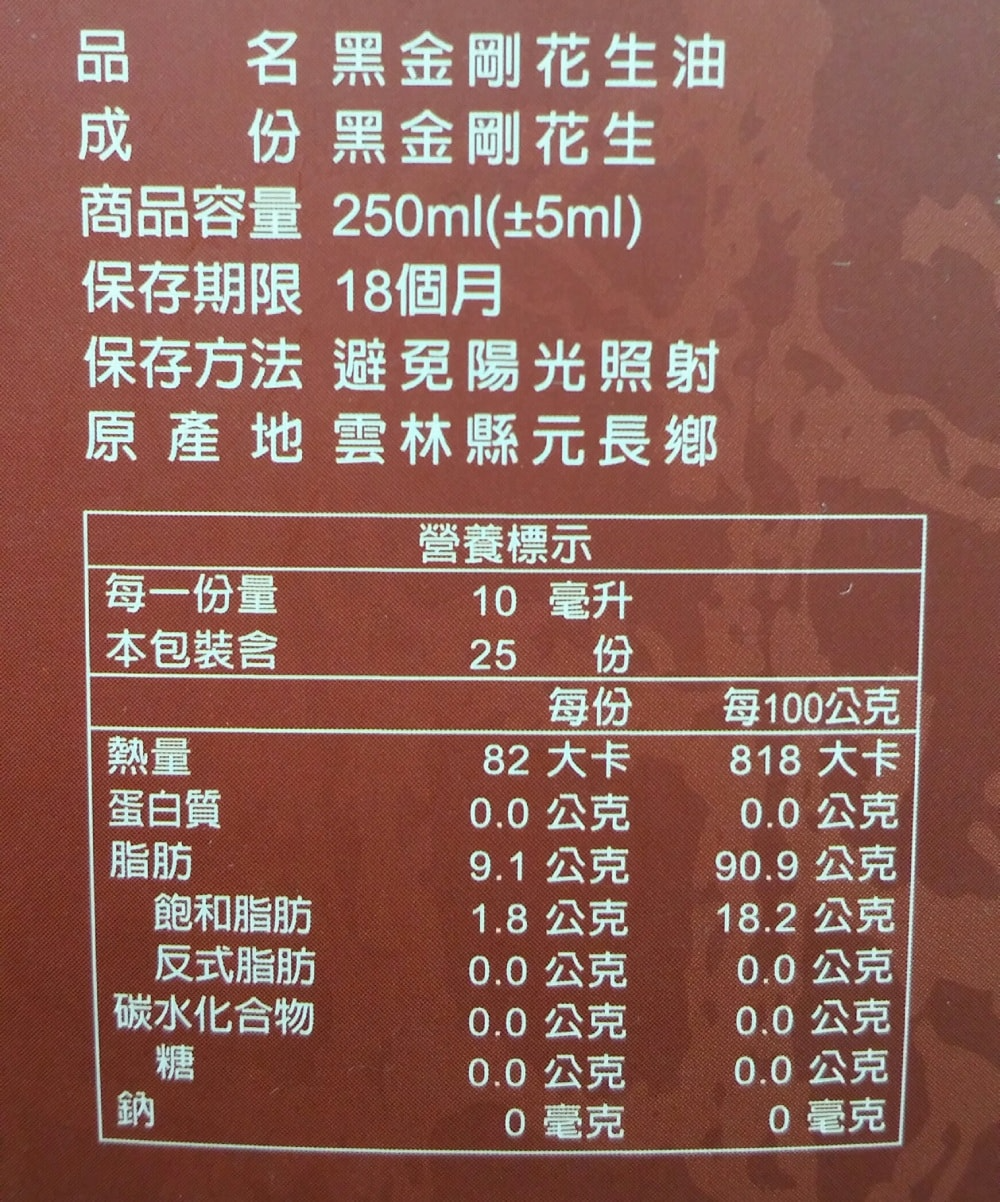 品名 黑金剛花生油
成份 黑金剛花生
商品容量 250ml(±5ml)
保存期限 18個月
保存方法 避免陽光照射
原產地 雲林縣元長鄉
營養標示
每一份量 10 毫升
本包裝含 25 份
每份 每100公克
熱量 82 大卡 818 大卡
蛋白質 0.0 公克 0.0 公克
脂肪 9.1 公克 90.9 公克
飽和脂肪 1.8 公克 18.2 公克
反式脂肪 0.0 公克 0.0 公克
碳水化合物 0.0 公克 0.0 公克
糖 0.0 公克 0.0 公克
鈉 0 毫克 0 毫克